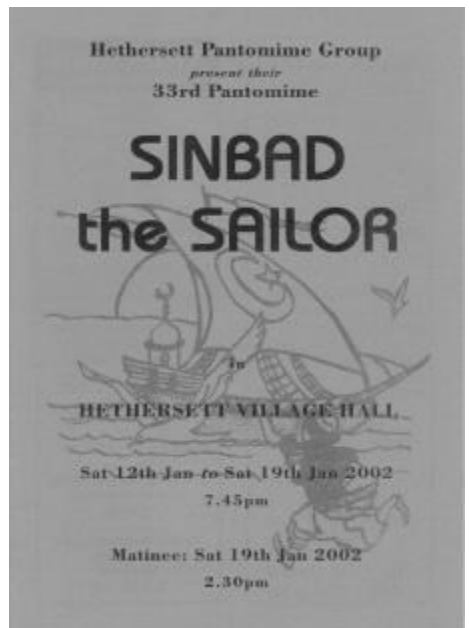 Hethersett Pantomime Group
present their
33rd Pantomime
SINBAD
the SAILOR
in
HETHERSETT VILLAGE HALL
Sat 12th Jan to Sat 19th Jan 2002
7.45pm
Matinee: Sat 19th Jan 2002
2.30pm